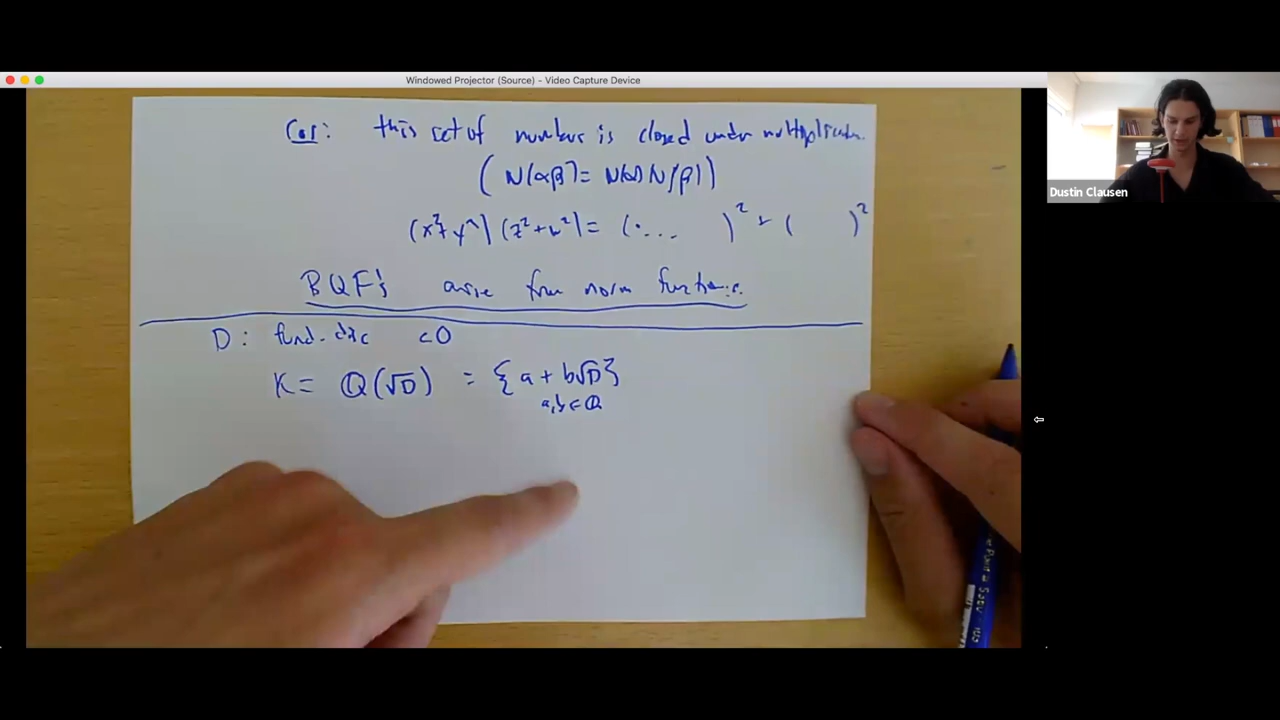 Windowed Projector (Source) - Video Capture Device
Cor: this set of numbers is closed under multiplication.
(N(αβ) = N(α)N(β))
(x²+y²)(z²+w²) = (.... )² + ( )²
BQF's arise from norm functions.
D: fund. disc <0
K = Q(√D) = {a + b√D}
a,b ∈ Q
Dustin Clausen